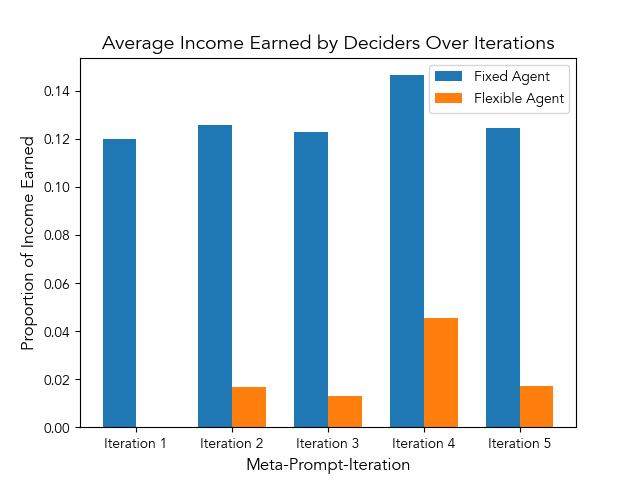 Average Income Earned by Deciders Over Iterations
Fixed Agent
Flexible Agent
Proportion of Income Earned
0.14
0.12
0.10
0.08
0.06
0.04
0.02
0.00
Iteration 1 Iteration 2 Iteration 3 Iteration 4 Iteration 5
Meta-Prompt-Iteration